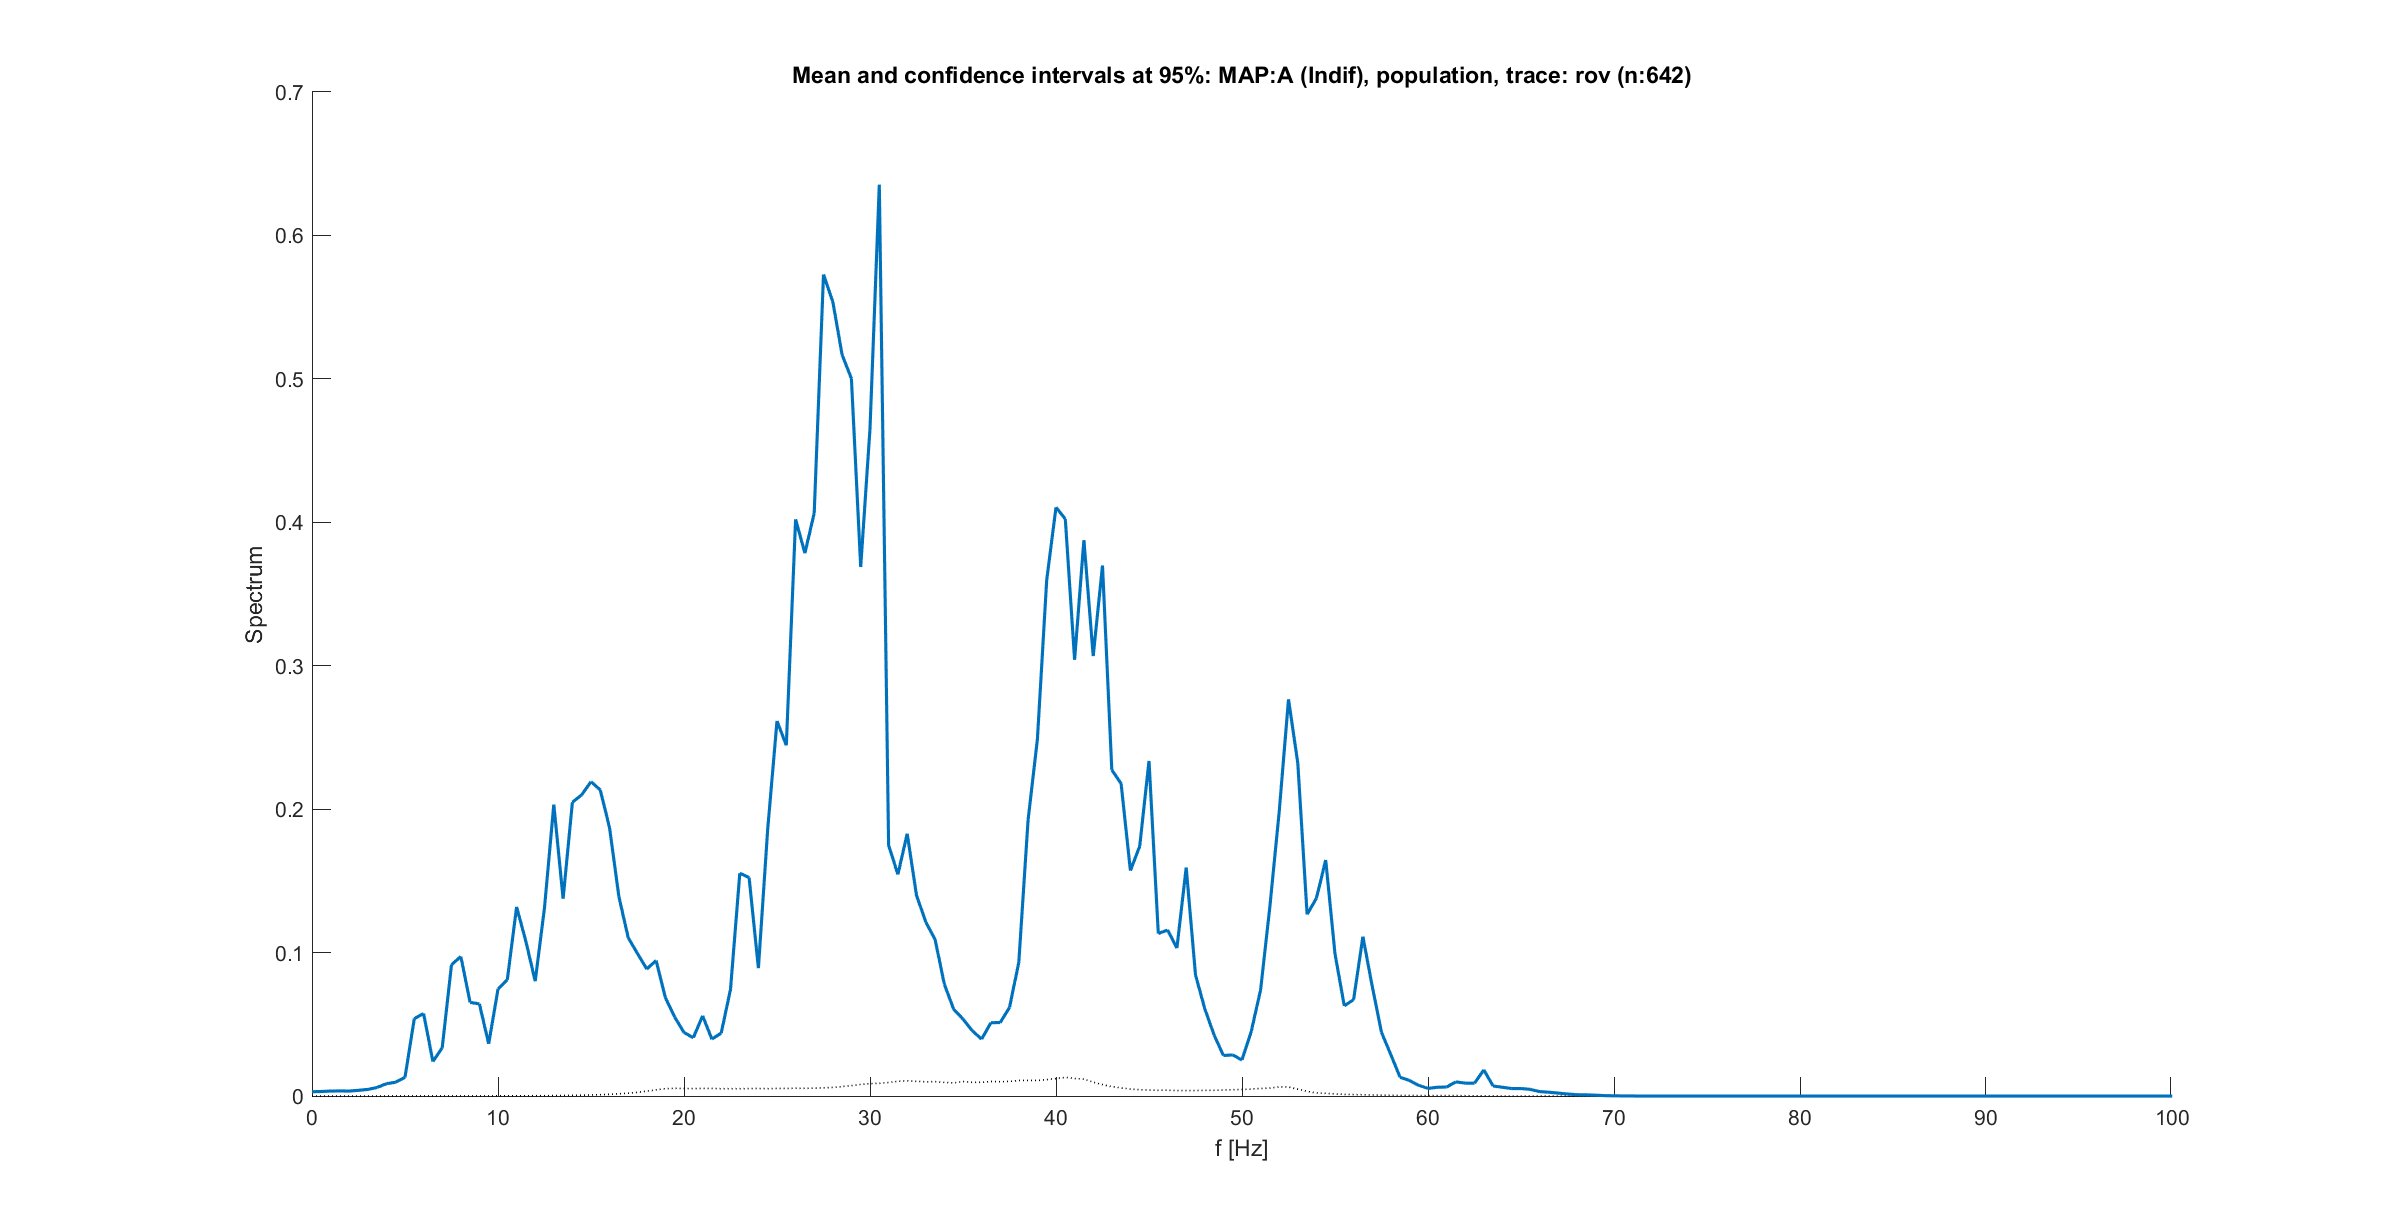 Mean and confidence intervals at 95%: MAP:A (Indif), population, trace: rov (n:642)
0.7
0.6
0.5
0.4
0.3
0.2
0.1
0
Spectrum
0 10 20 30 40 50 60 70 80 90 100
f [Hz]